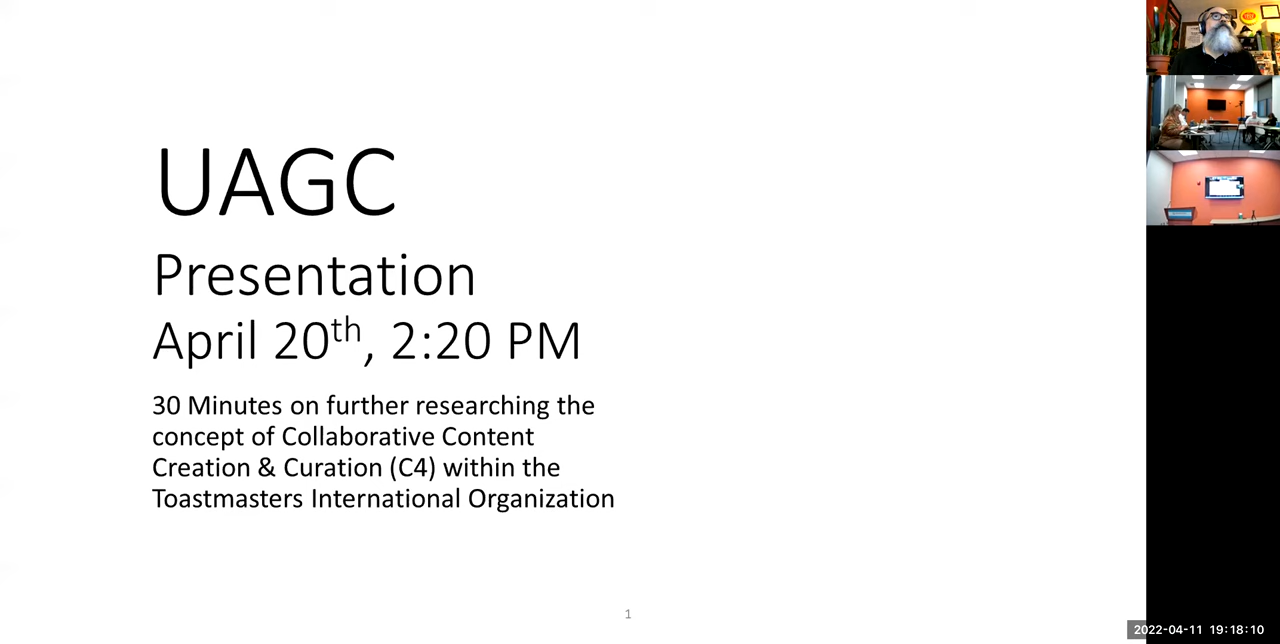 UAGC
Presentation
April 20th, 2:20 PM
30 Minutes on further researching the
concept of Collaborative Content
Creation & Curation (C4) within the
Toastmasters International Organization
1
2022-04-11 19:18:10